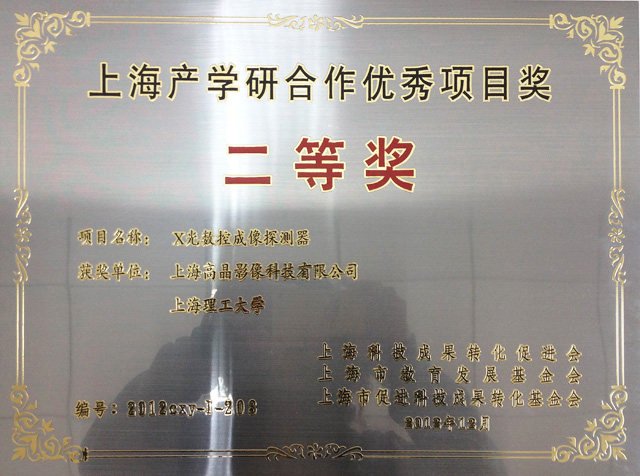 上海产学研合作优秀项目奖
二等奖
项目名称： X光数控成像探测器
获奖单位： 上海高晶影像科技有限公司
上海理工大學
上海科技成果转化促进会
上海市教育发展基金会
上海市促进科技成果转化基金会
编号：2012cxy-I-203
2012年12月